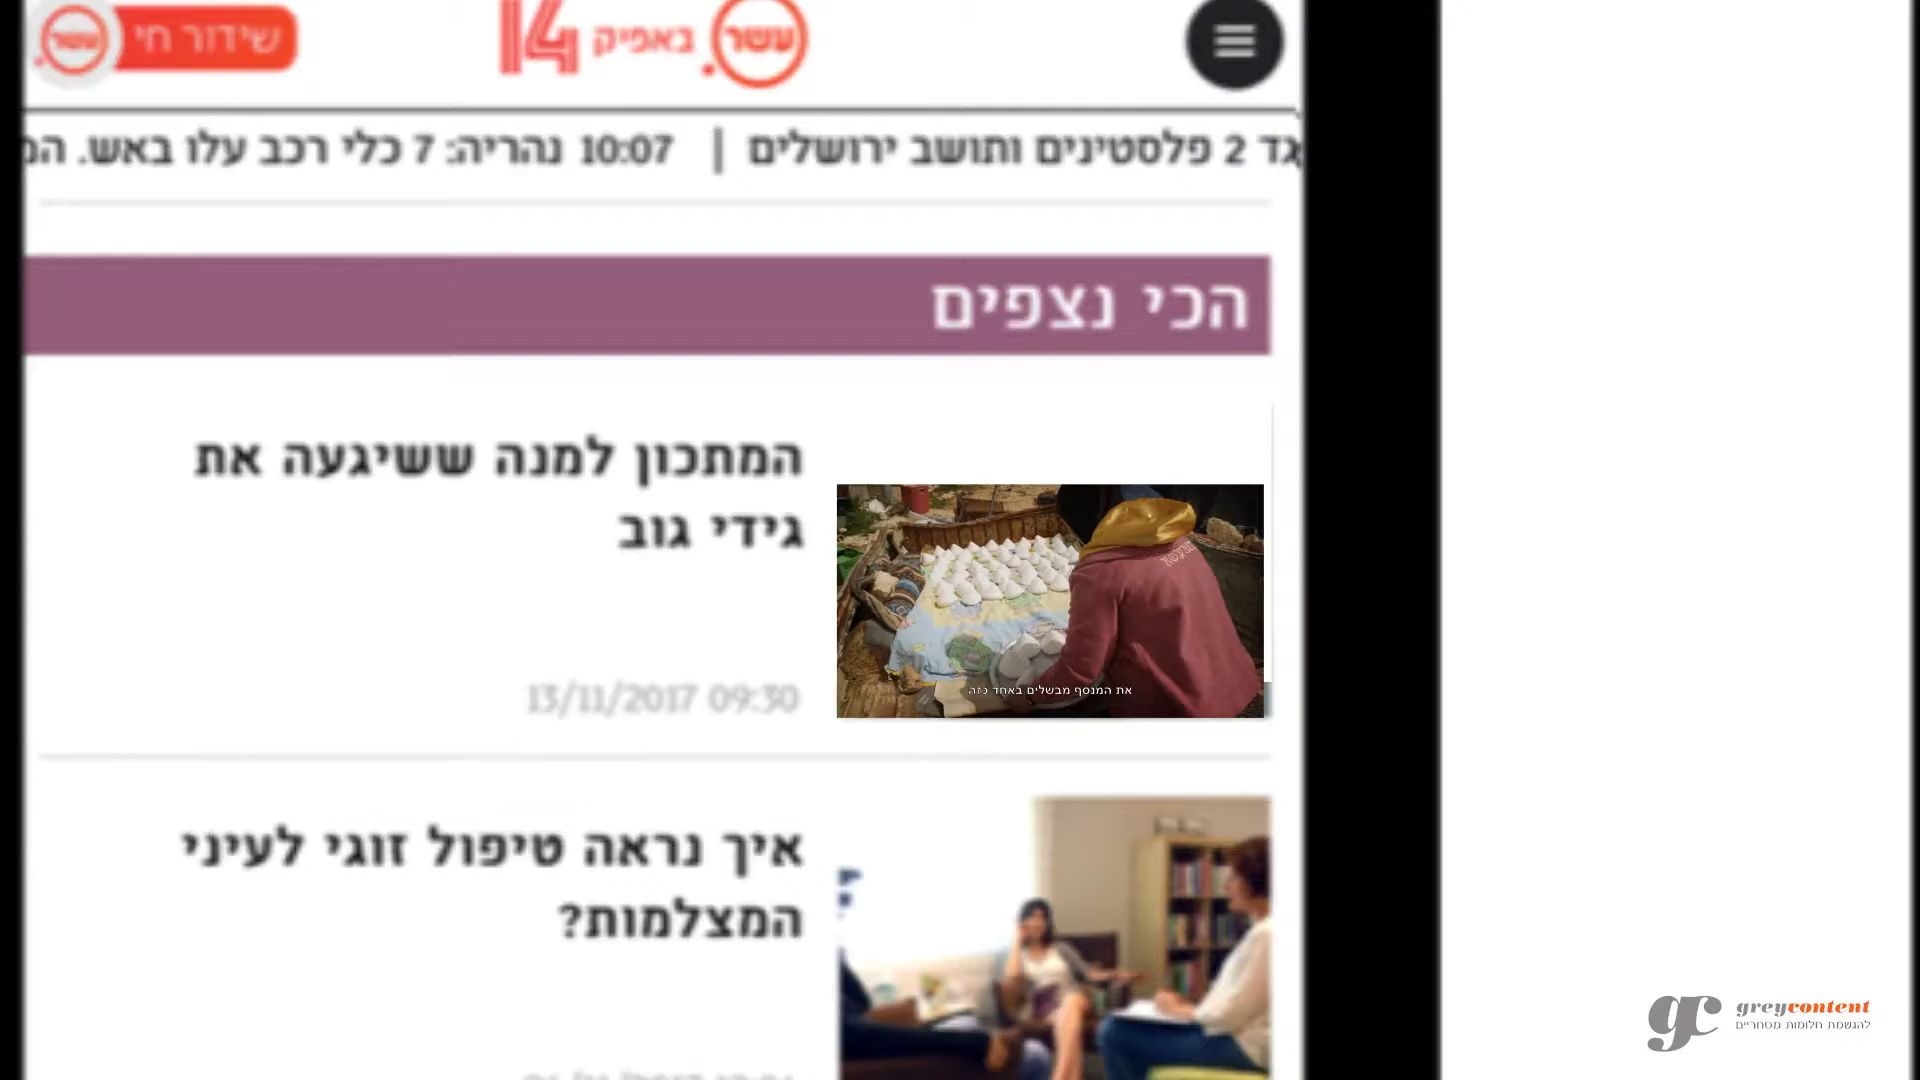 עשר. באפיק 14
שידור חי עשר.
גד 2 פלסטינים ותושב ירושלים | 10:07 נהריה: 7 כלי רכב עלו באש.
הכי נצפים
המתכון למנה ששיגעה את
גידי גוב
את המנסף מבשלים באחד כזה
13/11/2017 09:30
איך נראה טיפול זוגי לעיני
המצלמות?
gc greycontent
להגשמת חלומות מסחריים